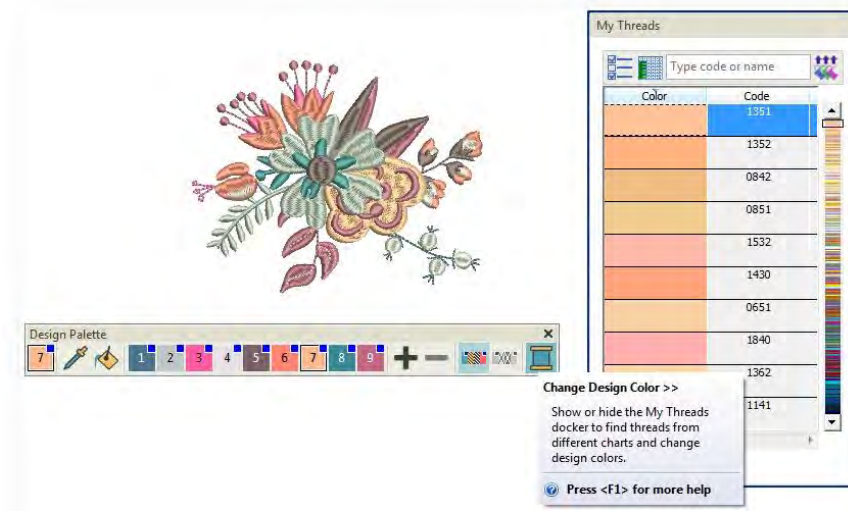 My Threads
Type code or name
Color Code
1351
1352
0842
0851
1532
1430
0651
1840
1362
1141
Design Palette
7 1 2 3 4 5 6 7 8 9
Change Design Color >>
Show or hide the My Threads
docker to find threads from
different charts and change
design colors.
Press <F1> for more help